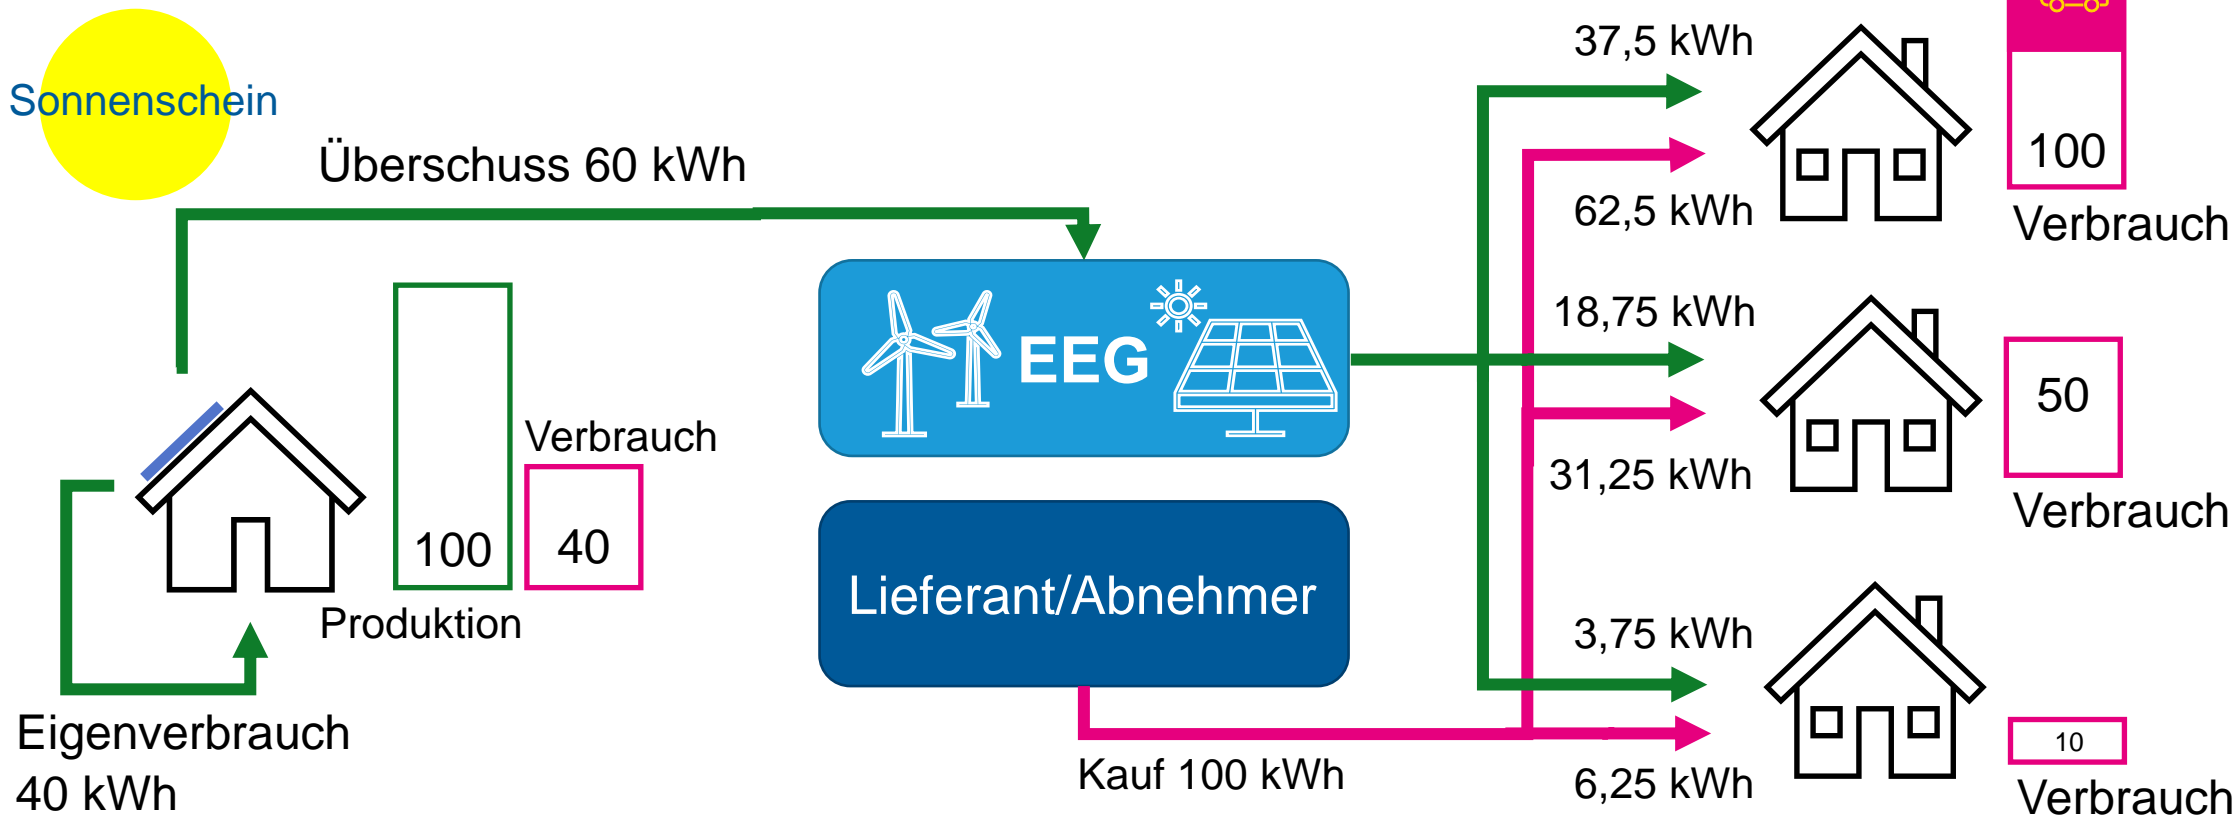 Sonnenschein
Überschuss 60 kWh
37,5 kWh
62,5 kWh
100
Verbrauch
18,75 kWh
31,25 kWh
50
Verbrauch
EEG
Verbrauch
100
40
Produktion
Lieferant/Abnehmer
Eigenverbrauch
40 kWh
Kauf 100 kWh
3,75 kWh
6,25 kWh
10
Verbrauch